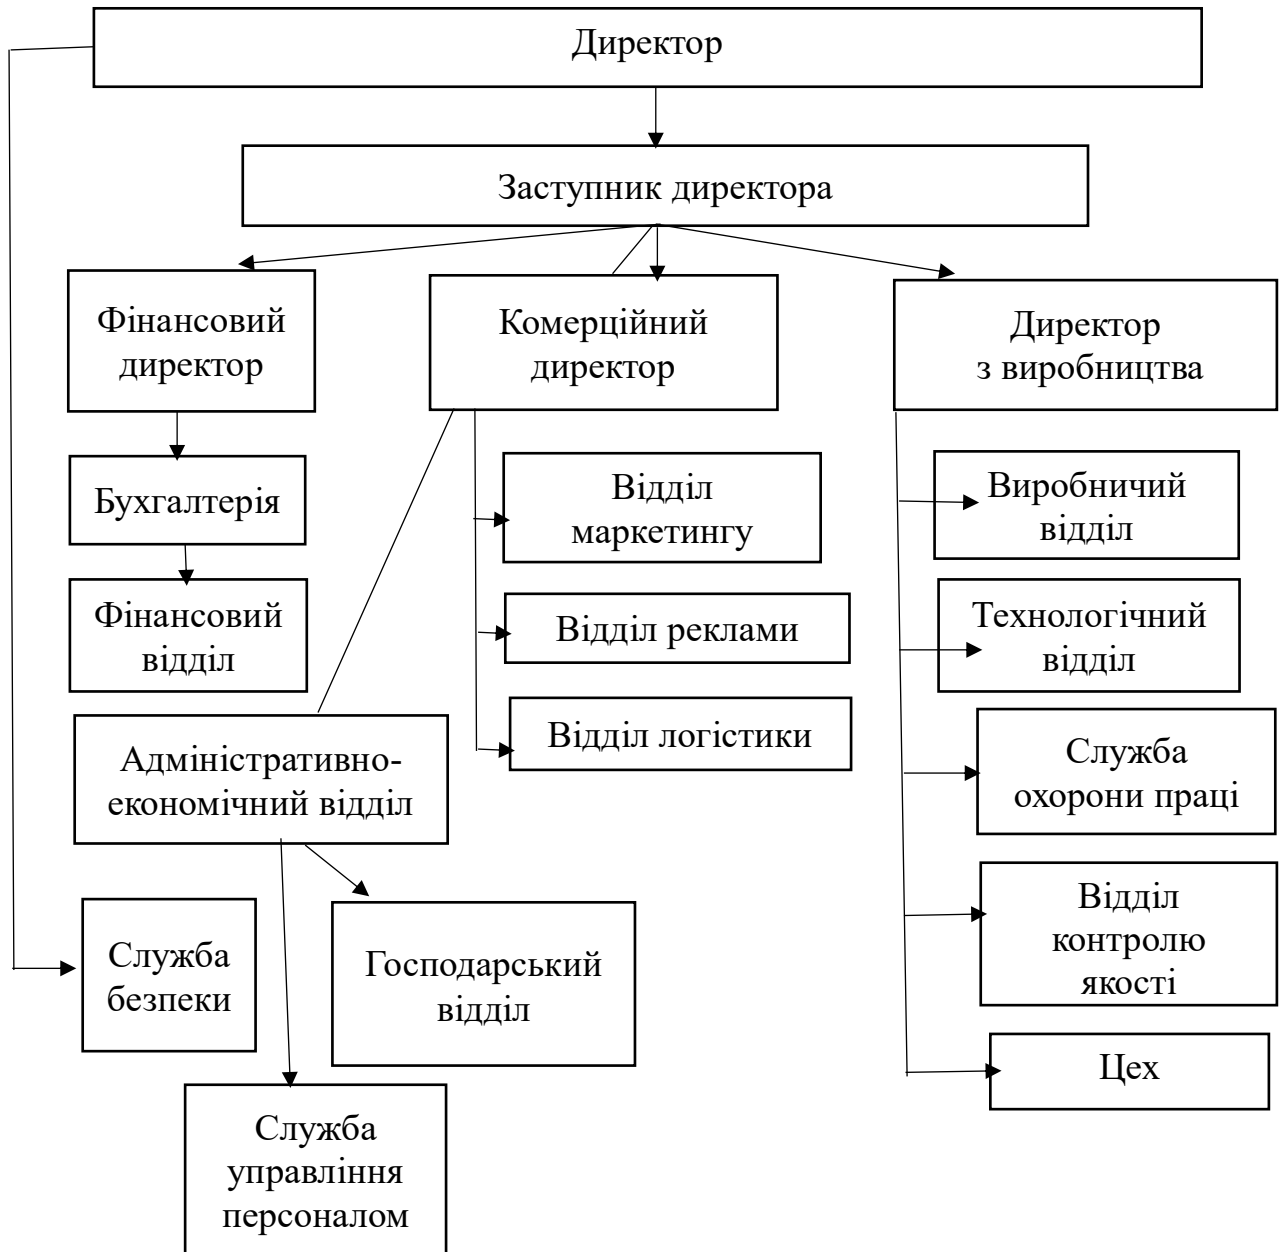 Директор
Заступник директора
Фінансовий
директор
Комерційний
директор
Директор
з виробництва
Бухгалтерія
Відділ
маркетингу
Виробничий
відділ
Фінансовий
відділ
Відділ реклами
Технологічний
відділ
Адміністративно-
економічний відділ
Відділ логістики
Служба
охорони праці
Служба
безпеки
Господарський
відділ
Відділ
контролю
якості
Цех
Служба
управління
персоналом